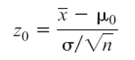 z₀ = (x̄ − μ₀) / (σ/√n)